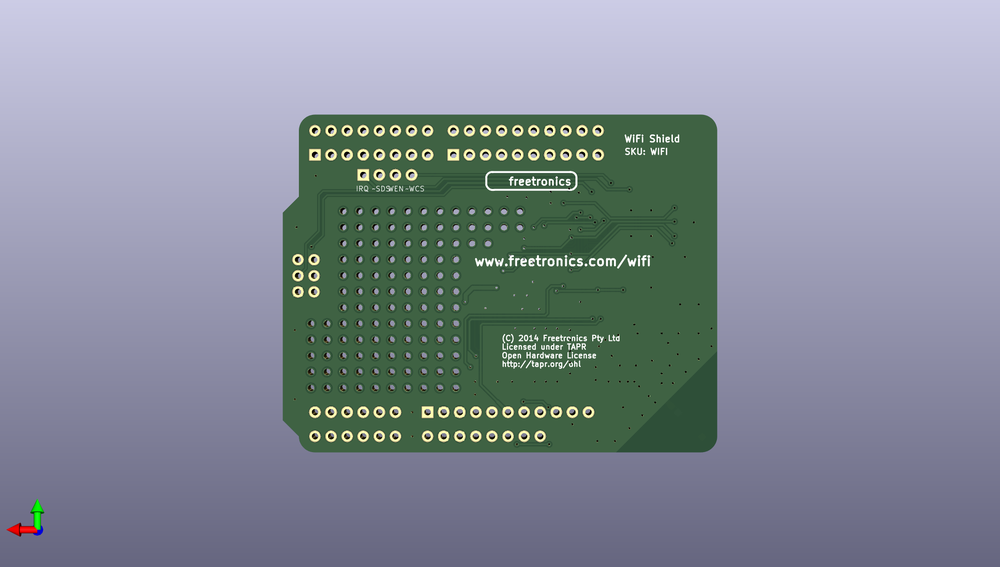 WiFi Shield
SKU: WIFI
freetronics
IRQ -SDSWEN-WCS
www.freetronics.com/wifi
(C) 2014 Freetronics Pty Ltd
Licensed under TAPR
Open Hardware License
http://tapr.org/ohl